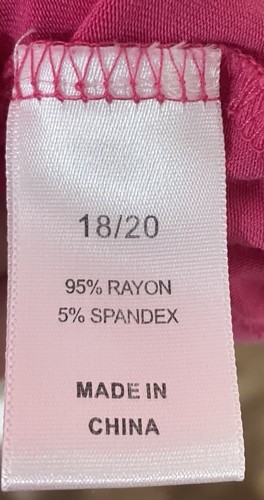 18/20
95% RAYON
5% SPANDEX
MADE IN
CHINA